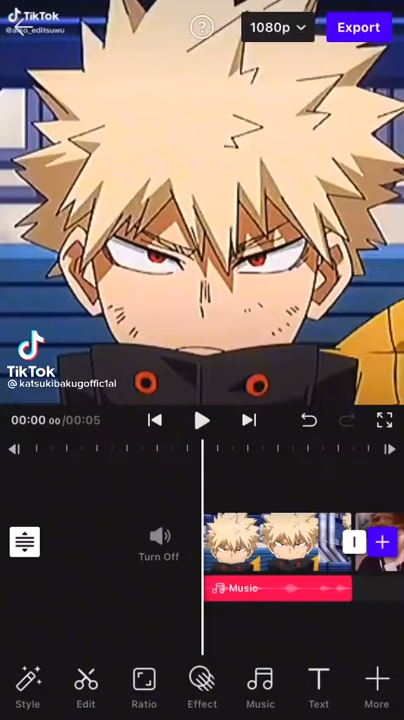 TikTok
@aiko_editsuwu
?
1080p
Export
TikTok
@katsukibakugoffic1al
00:00 00/00:05
Turn Off
Music
Style
Edit
Ratio
Effect
Music
Text
More